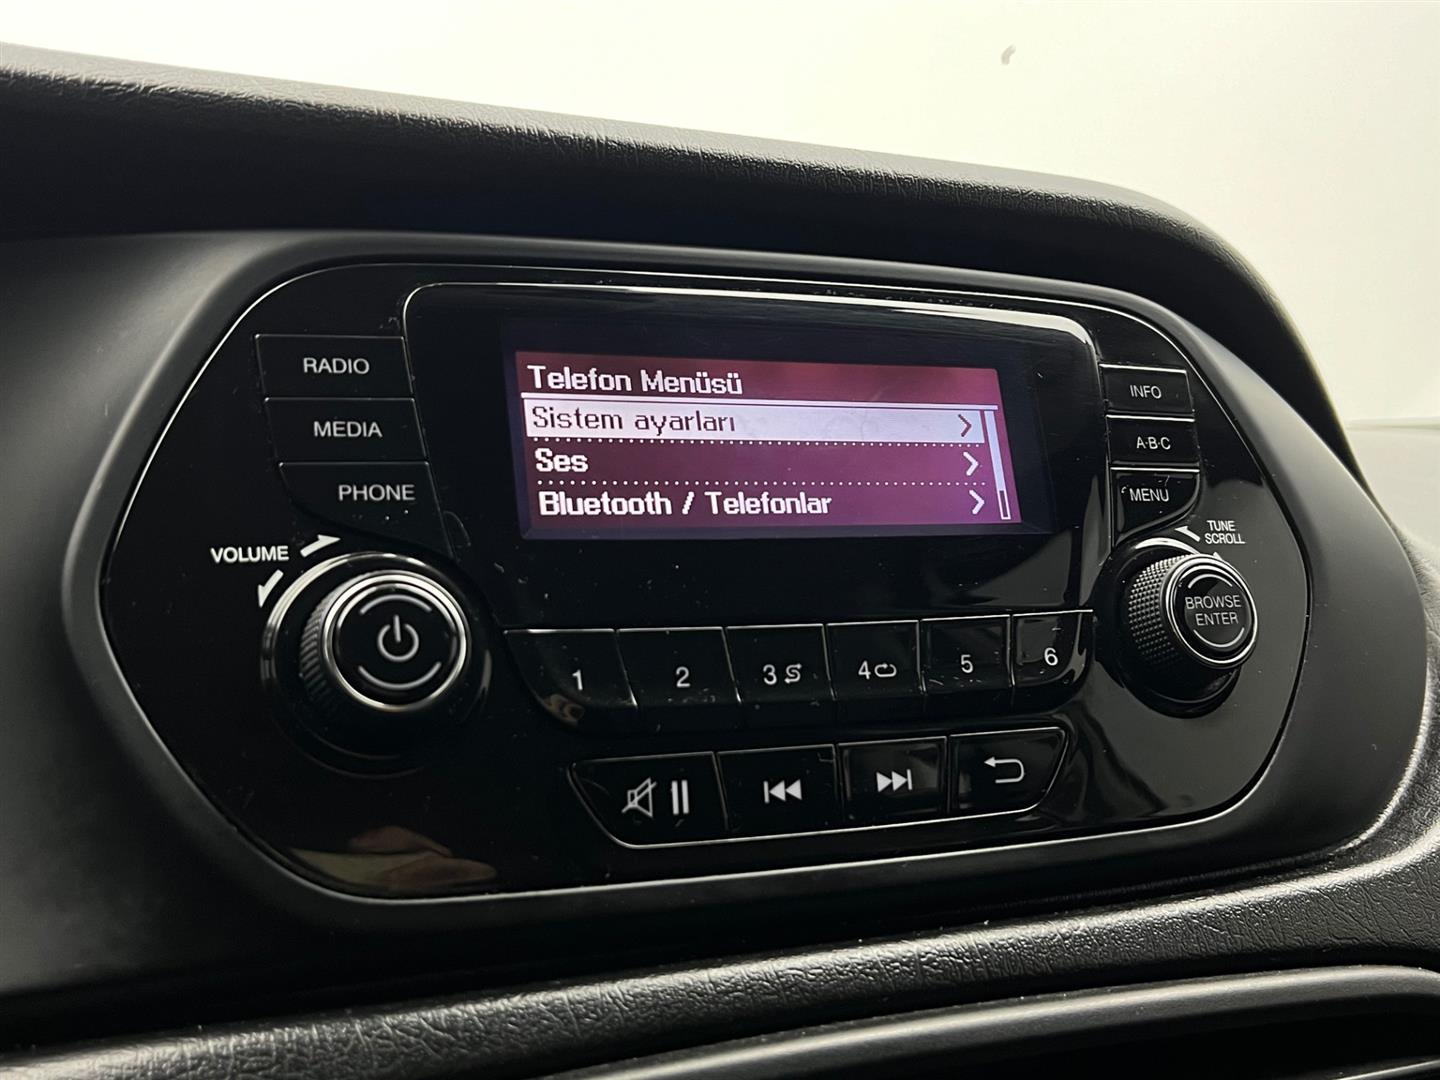 RADIO
MEDIA
PHONE
VOLUME
Telefon Menüsü
Sistem ayarları
Ses
Bluetooth / Telefonlar
INFO
A·B·C
MENU
TUNE
SCROLL
BROWSE
ENTER
1
2
3
4
5
6